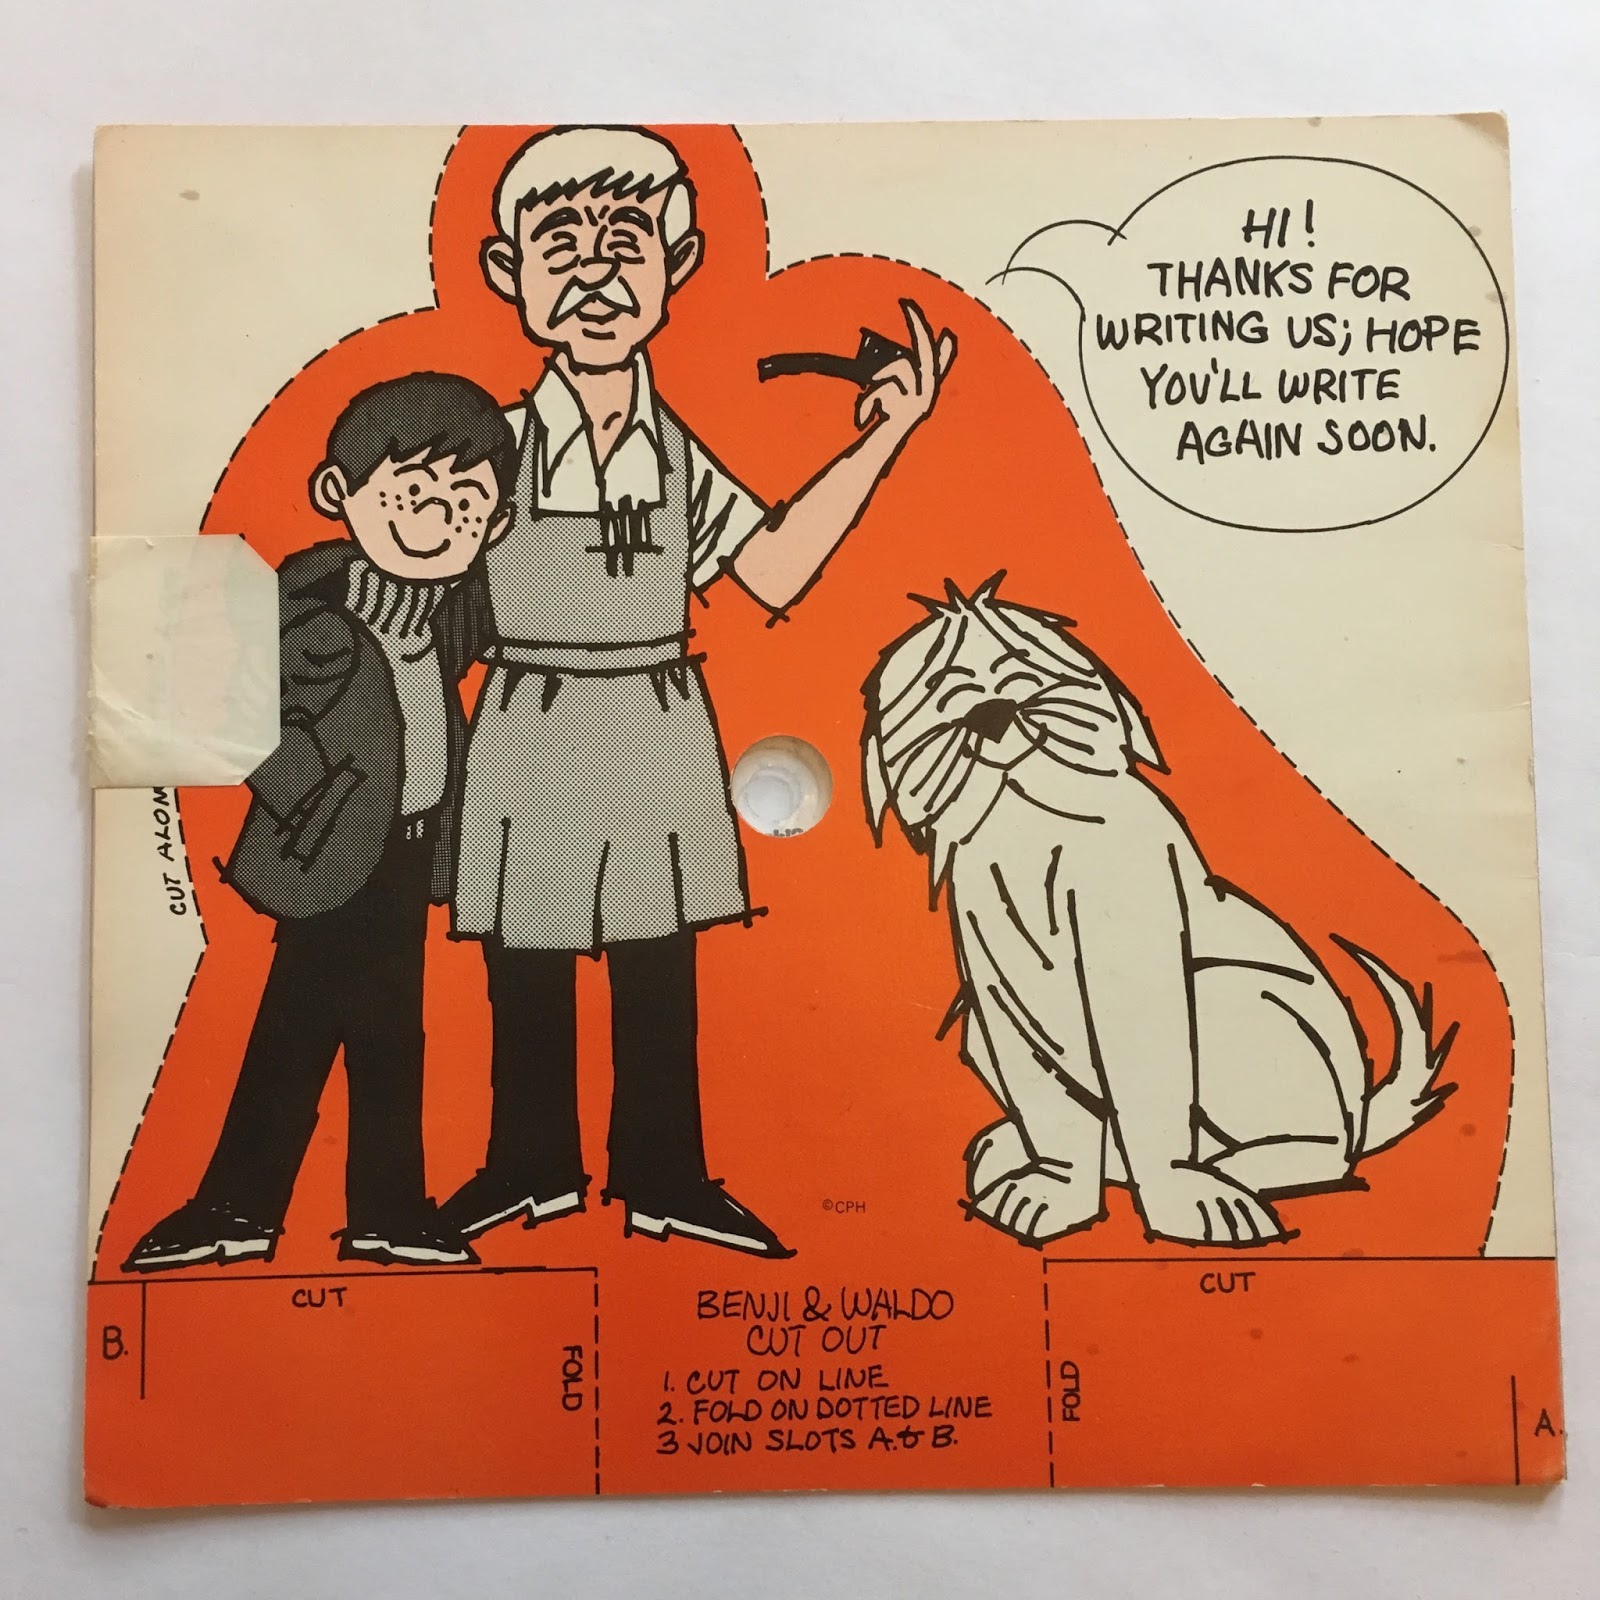 HI!
THANKS FOR
WRITING US; HOPE
YOU'LL WRITE
AGAIN SOON.
CUT ALON
©CPH
CUT
CUT
B.
FOLD
BENJI & WALDO
CUT OUT
1. CUT ON LINE
2. FOLD ON DOTTED LINE
3 JOIN SLOTS A. & B.
FOLD
A.